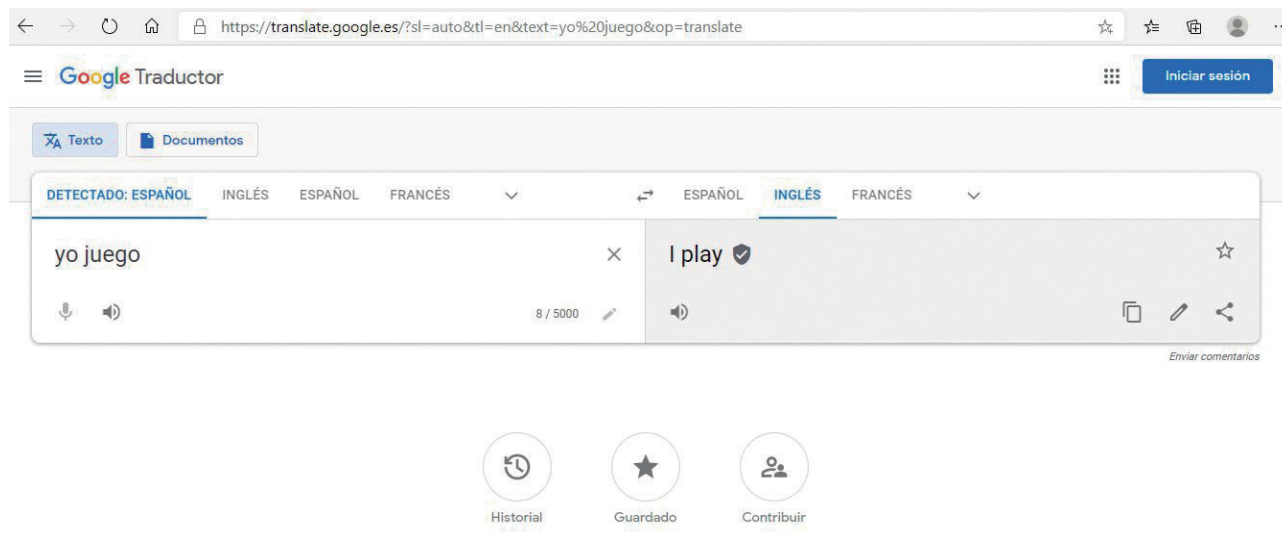 https://translate.google.es/?sl=auto&tl=en&text=yo%20juego&op=translate
Google Traductor
Iniciar sesión
Texto
Documentos
DETECTADO: ESPAÑOL INGLÉS ESPAÑOL FRANCÉS ESPAÑOL INGLÉS FRANCÉS
yo juego
I play
8 / 5000
Enviar comentarios
Historial Guardado Contribuir